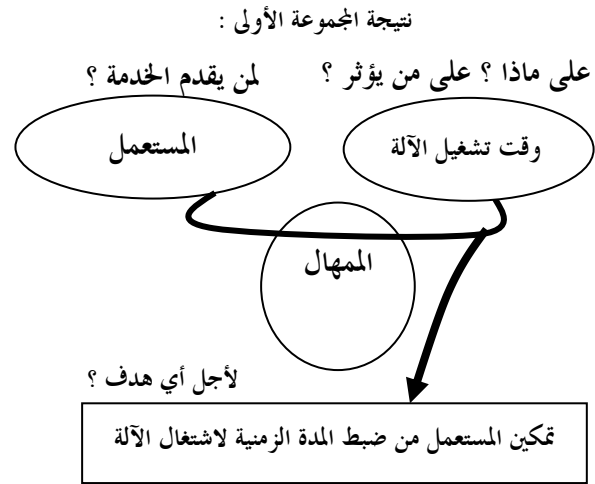 نتيجة المجموعة الأولى :
على ماذا ؟ على من يؤثر ؟
لمن يقدم الخدمة ؟
وقت تشغيل الآلة
المستعمل
الممهال
لأجل أي هدف ؟
تمكين المستعمل من ضبط المدة الزمنية لاشتغال الآلة